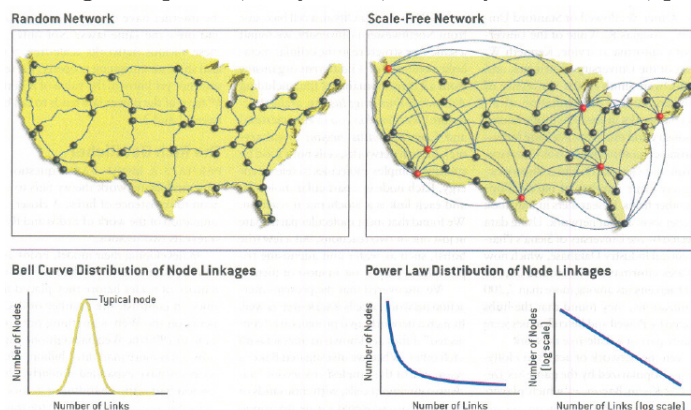 Random Network
Scale-Free Network
Bell Curve Distribution of Node Linkages
Typical node
Number of Nodes
Number of Links
Power Law Distribution of Node Linkages
Number of Nodes
Number of Links
Number of Nodes
[log scale]
Number of Links [log scale]